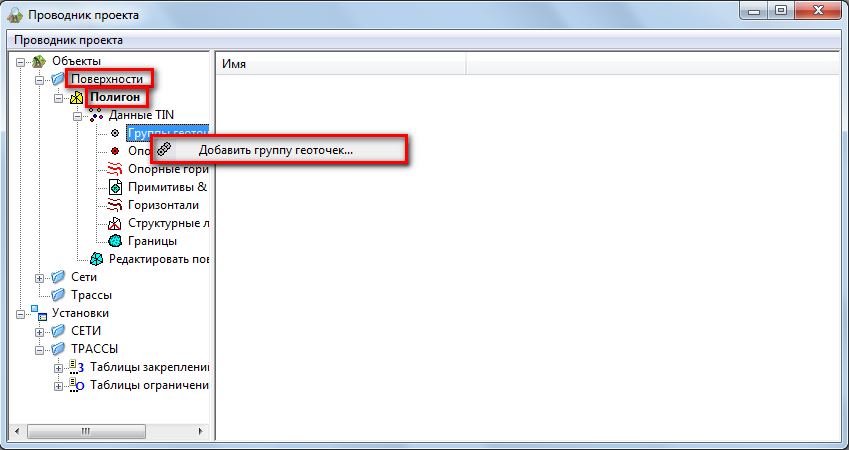 Проводник проекта
Проводник проекта
Объекты
Имя
Поверхности
Полигон
Данные TIN
Группы геоточ
Добавить группу геоточек...
Опо
Опорные гори
Примитивы &
Горизонтали
Структурные л
Границы
Редактировать пов
Сети
Трассы
Установки
СЕТИ
ТРАССЫ
Таблицы закреплени
Таблицы ограничени